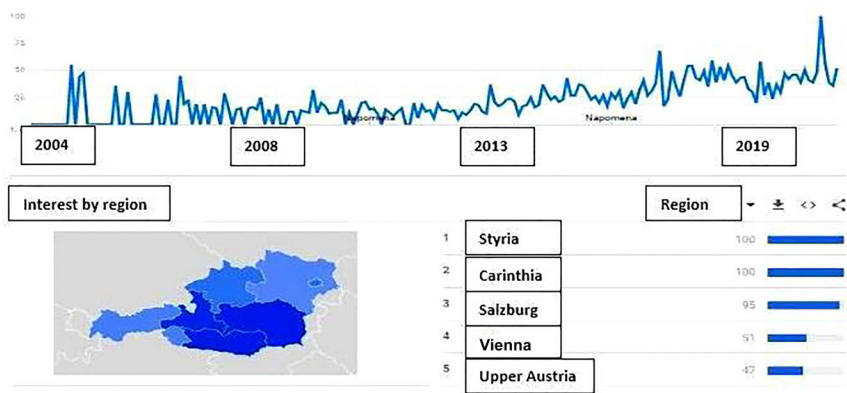 100
75
50
25
Napomena Napomena
2004 2008 2013 2019
Interest by region
Region
1 Styria 100
2 Carinthia 100
3 Salzburg 95
4 Vienna 51
5 Upper Austria 47